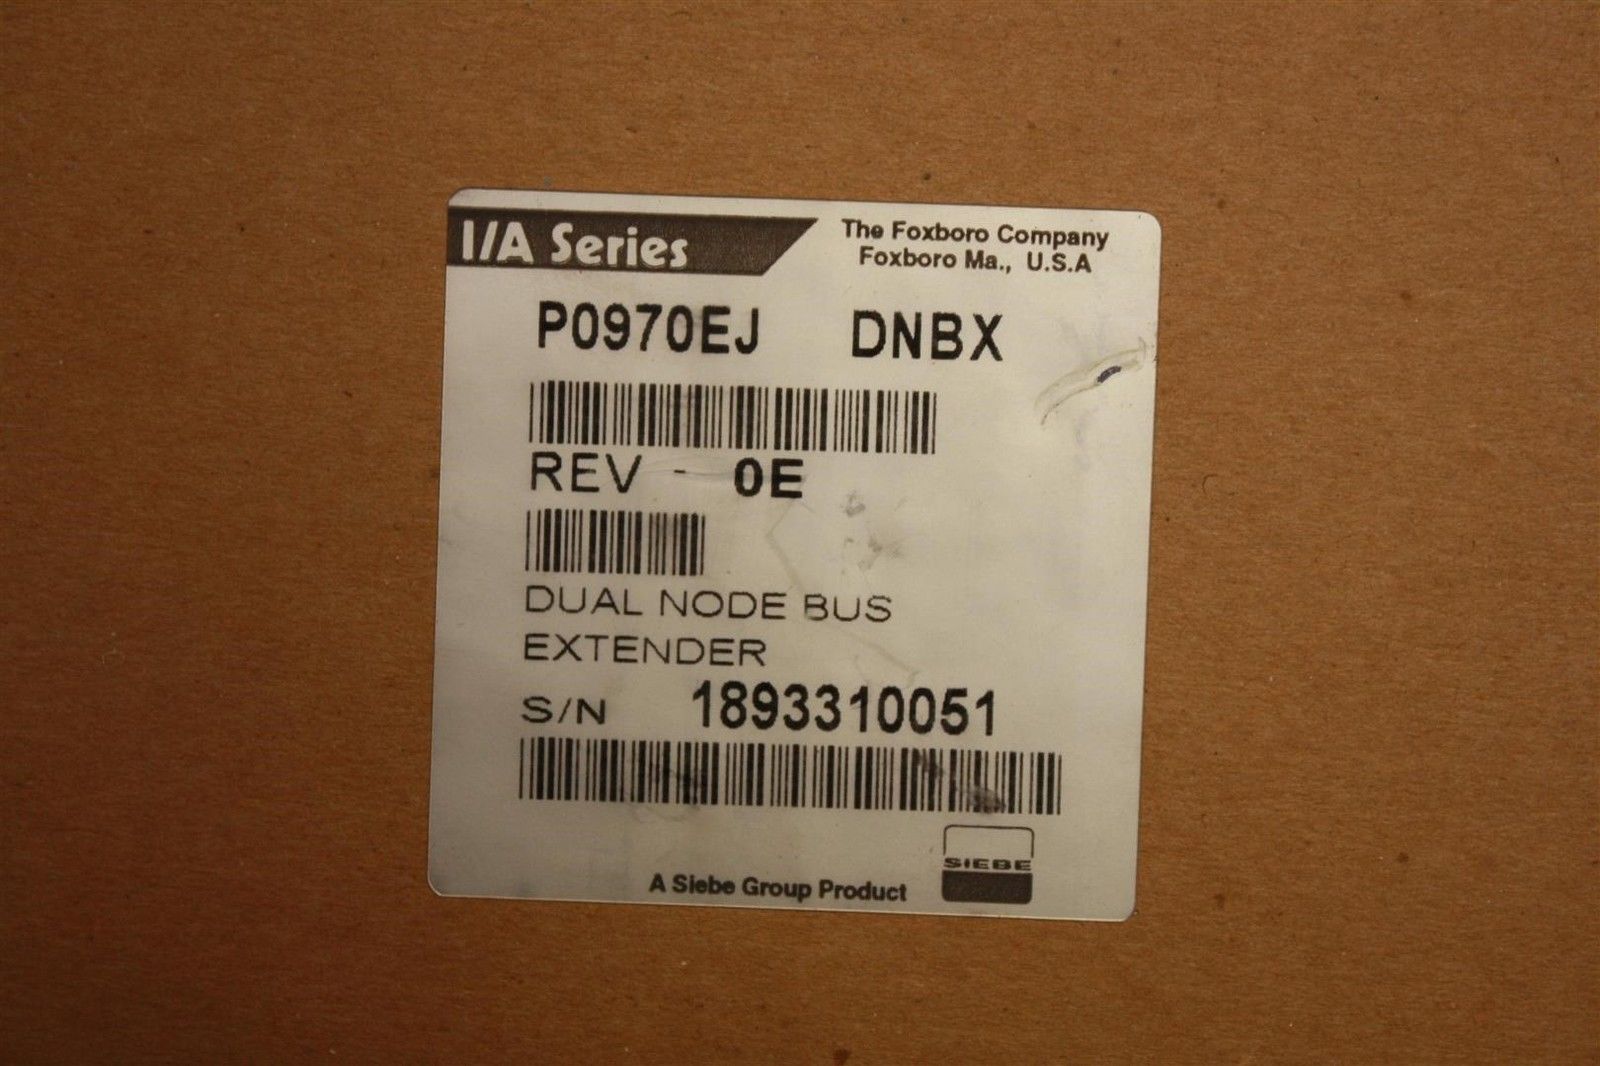 I/A Series
The Foxboro Company
Foxboro Ma., U.S.A
P0970EJ DNBX
REV - 0E
DUAL NODE BUS
EXTENDER
S/N 1893310051
SIEBE
A Siebe Group Product